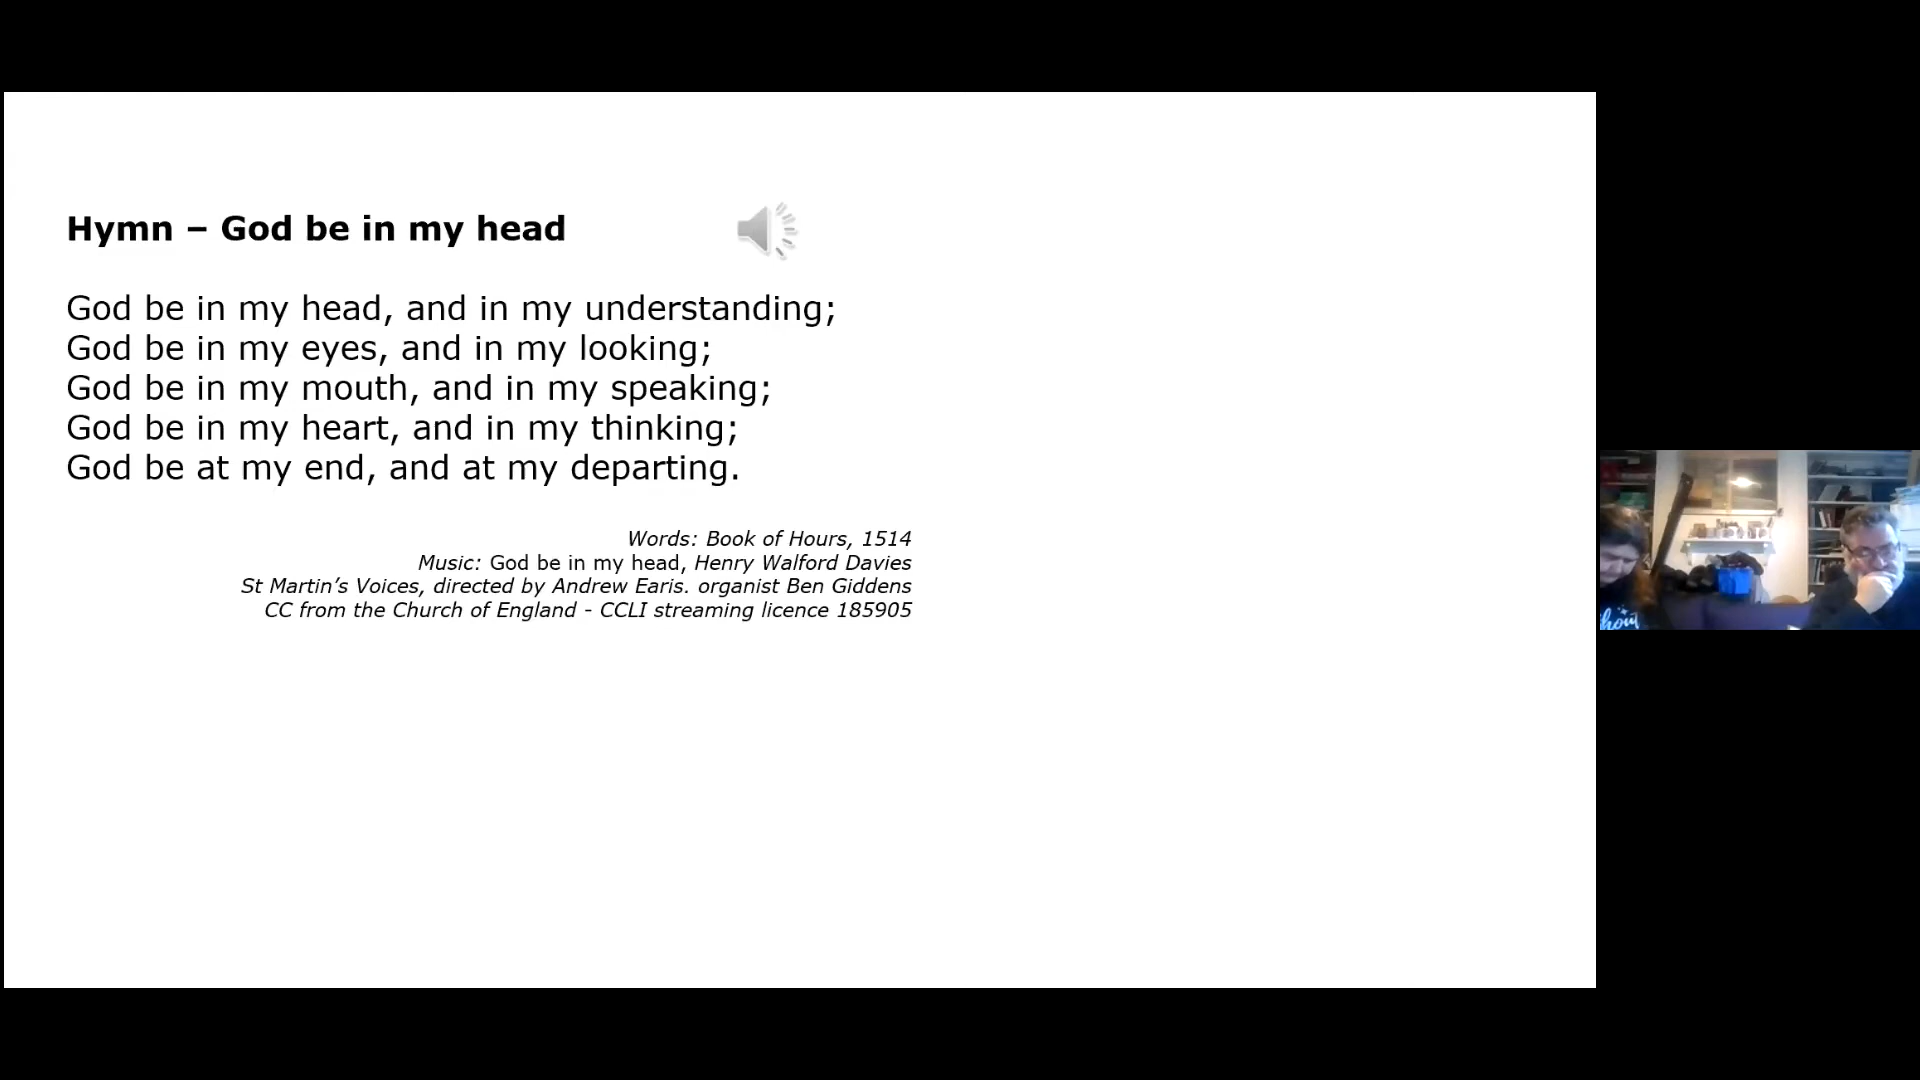 Hymn – God be in my head
God be in my head, and in my understanding;
God be in my eyes, and in my looking;
God be in my mouth, and in my speaking;
God be in my heart, and in my thinking;
God be at my end, and at my departing.
Words: Book of Hours, 1514
Music: God be in my head, Henry Walford Davies
St Martin’s Voices, directed by Andrew Earis. organist Ben Giddens
CC from the Church of England - CCLI streaming licence 185905